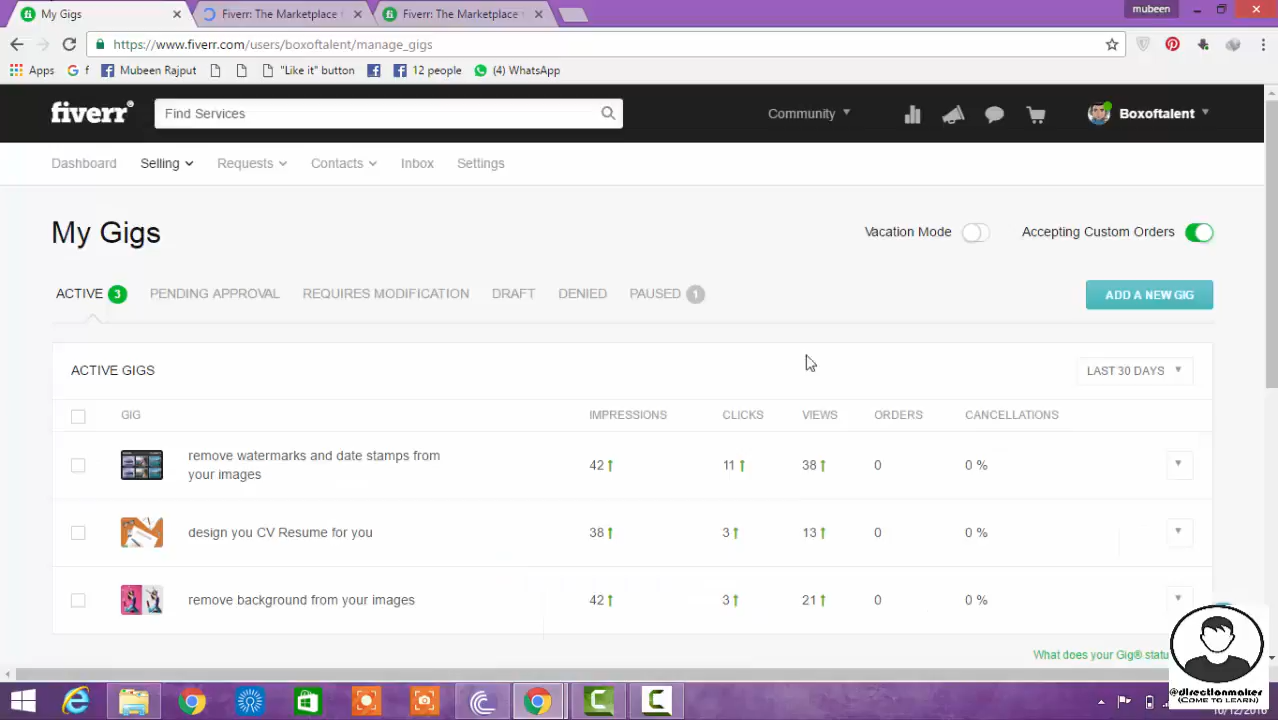 My Gigs
Fiverr: The Marketplace
Fiverr: The Marketplace
mubeen
https://www.fiverr.com/users/boxoftalent/manage_gigs
Apps
f
Mubeen Rajput
"Like it" button
12 people
(4) WhatsApp
fiverr®
Find Services
Community
Boxoftalent
Dashboard
Selling
Requests
Contacts
Inbox
Settings
My Gigs
Vacation Mode
Accepting Custom Orders
ACTIVE 3
PENDING APPROVAL
REQUIRES MODIFICATION
DRAFT
DENIED
PAUSED 1
ADD A NEW GIG
ACTIVE GIGS
LAST 30 DAYS
GIG IMPRESSIONS CLICKS VIEWS ORDERS CANCELLATIONS
remove watermarks and date stamps from
your images
42 11 38 0 0 %
design you CV Resume for you 38 3 13 0 0 %
remove background from your images 42 3 21 0 0 %
What does your Gig®
@directionmaker
(COME TO LEARN)